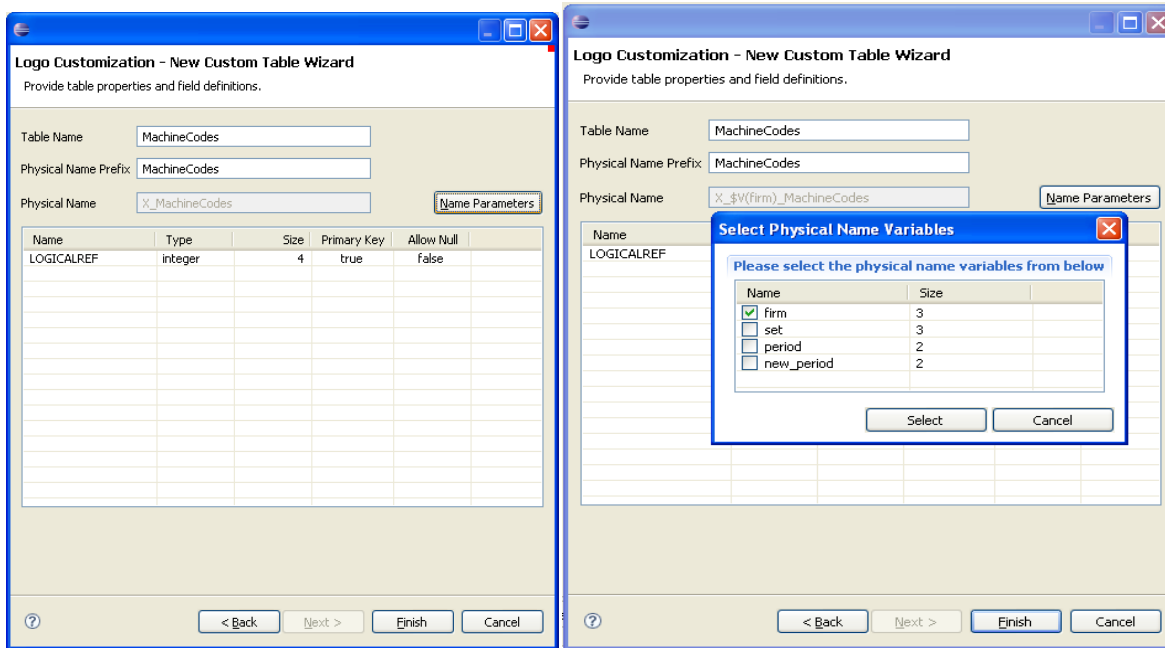 Logo Customization - New Custom Table Wizard
Provide table properties and field definitions.
Table Name MachineCodes
Physical Name Prefix MachineCodes
Physical Name X_MachineCodes Name Parameters
Name Type Size Primary Key Allow Null
LOGICALREF integer 4 true false
< Back Next > Finish Cancel
Logo Customization - New Custom Table Wizard
Provide table properties and field definitions.
Table Name MachineCodes
Physical Name Prefix MachineCodes
Physical Name X_$V(firm)_MachineCodes Name Parameters
Name
LOGICALREF
Select Physical Name Variables
Please select the physical name variables from below
Name Size
firm 3
set 3
period 2
new_period 2
Select Cancel
< Back Next > Finish Cancel